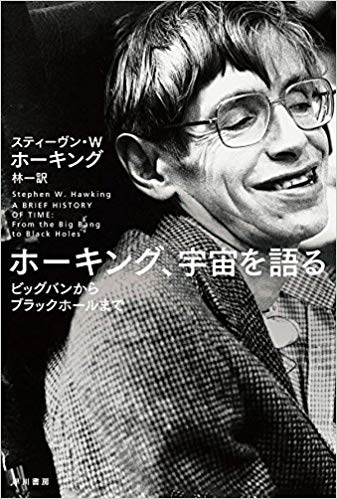 スティーヴン・W
ホーキング
林一訳
Stephen W. Hawking
A BRIEF HISTORY
OF TIME:
From the Big Bang
to Black Holes
ホーキング、宇宙を語る
ビッグバンから
ブラックホールまで
早川書房